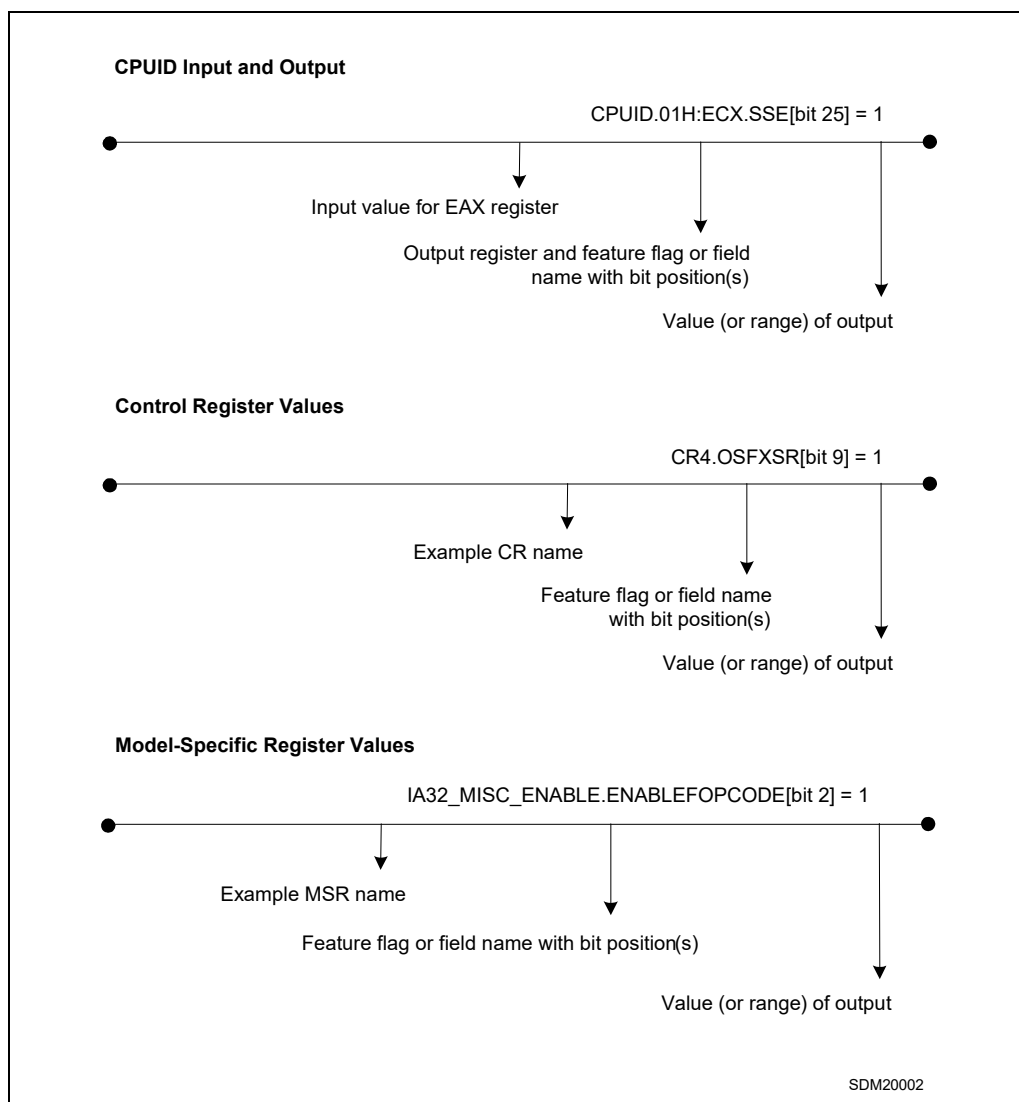 CPUID Input and Output
CPUID.01H:ECX.SSE[bit 25] = 1
Input value for EAX register
Output register and feature flag or field
name with bit position(s)
Value (or range) of output
Control Register Values
CR4.OSFXSR[bit 9] = 1
Example CR name
Feature flag or field name
with bit position(s)
Value (or range) of output
Model-Specific Register Values
IA32_MISC_ENABLE.ENABLEFOPCODE[bit 2] = 1
Example MSR name
Feature flag or field name with bit position(s)
Value (or range) of output
SDM20002